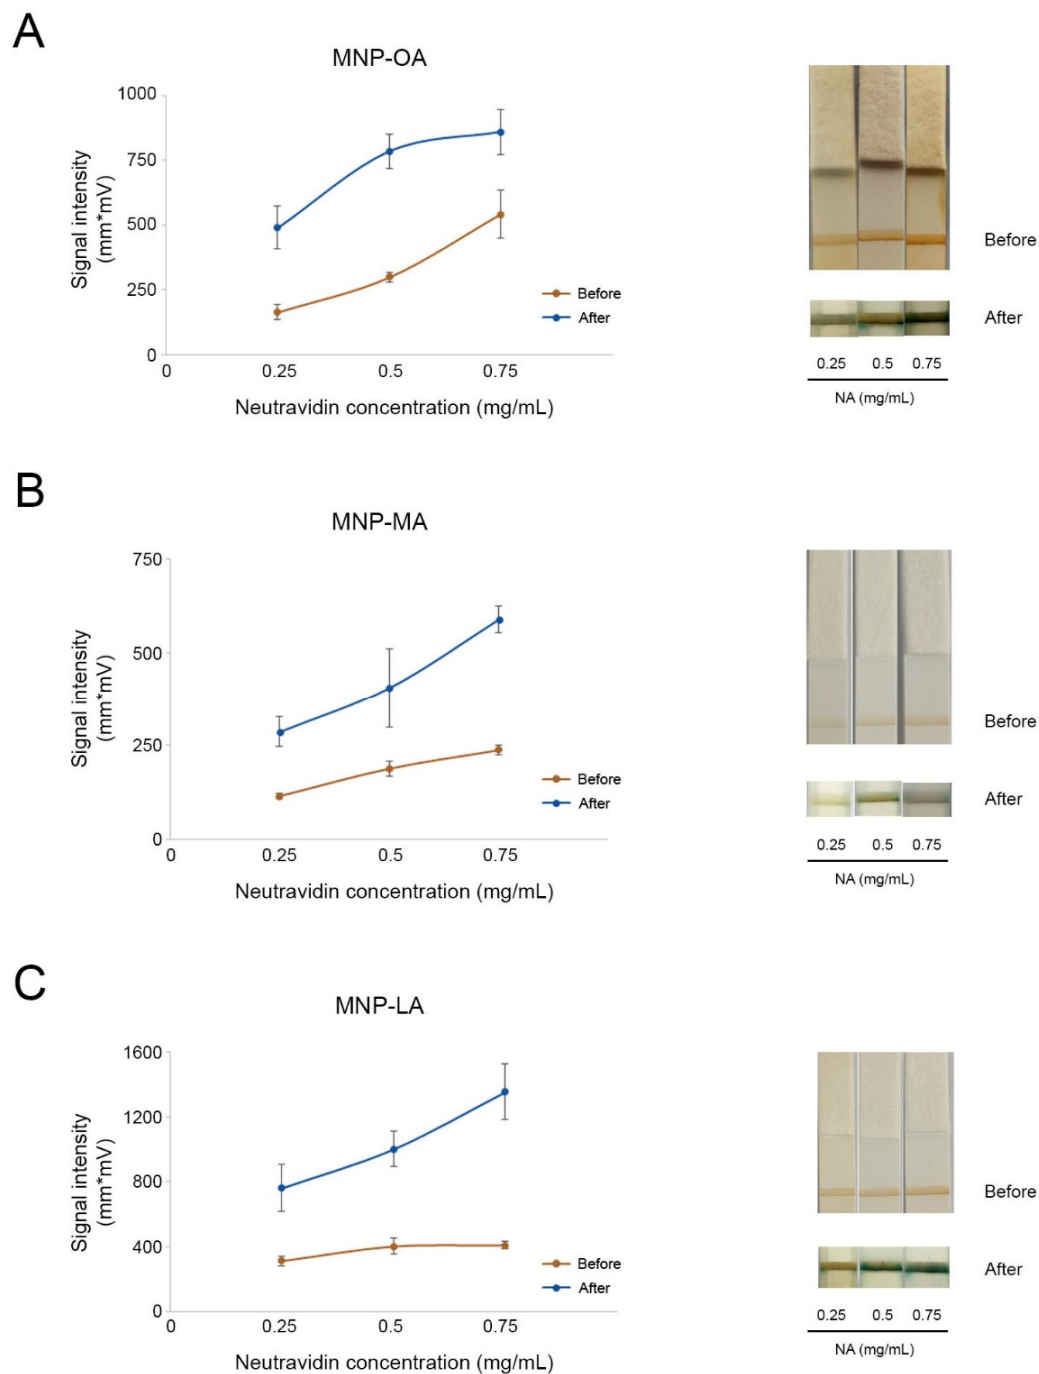 A
MNP-OA
1000
750
500
250
0
Signal intensity
(mm*mV)
Before
After
0 0.25 0.5 0.75
Neutravidin concentration (mg/mL)
Before
After
0.25 0.5 0.75
NA (mg/mL)
B
MNP-MA
750
500
250
0
Signal intensity
(mm*mV)
Before
After
0 0.25 0.5 0.75
Neutravidin concentration (mg/mL)
Before
After
0.25 0.5 0.75
NA (mg/mL)
C
MNP-LA
1600
1200
800
400
0
Signal intensity
(mm*mV)
Before
After
0 0.25 0.5 0.75
Neutravidin concentration (mg/mL)
Before
After
0.25 0.5 0.75
NA (mg/mL)